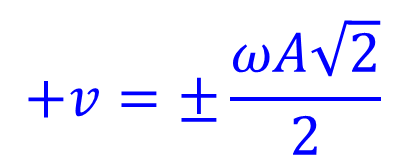 +v = ± ωA√2 / 2